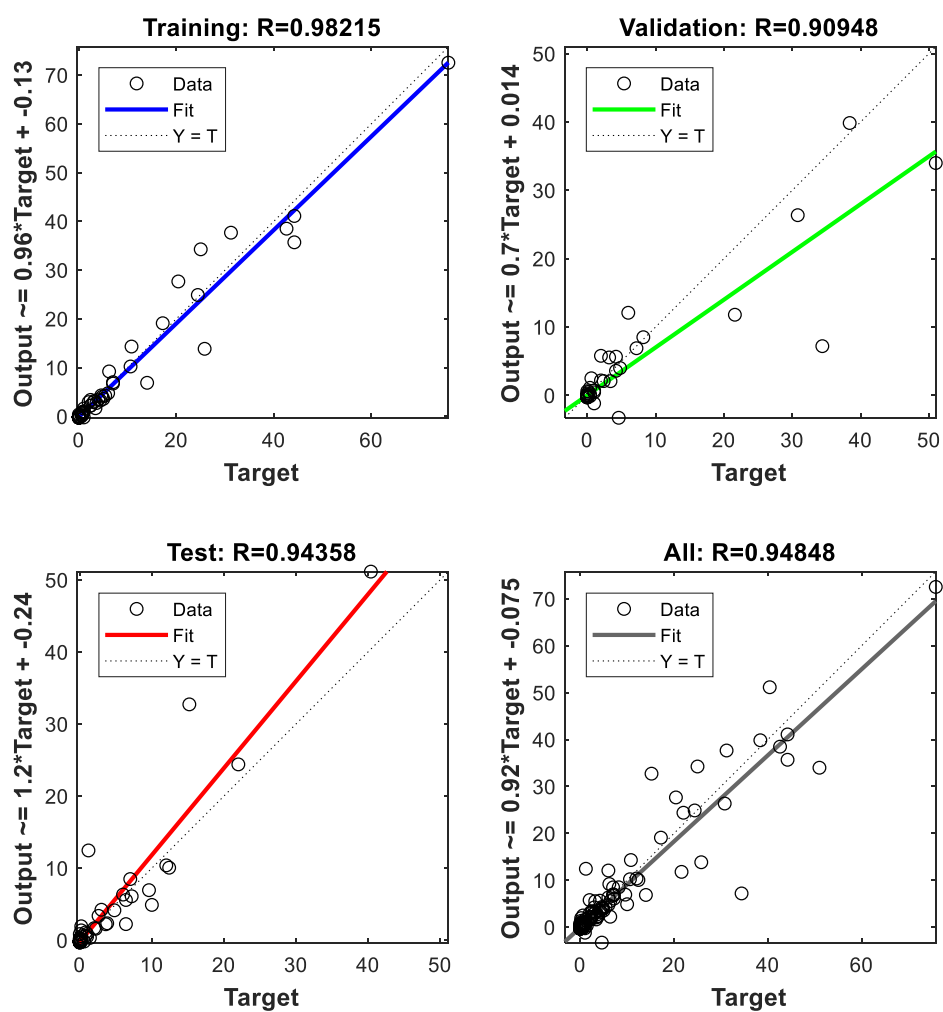 Training: R=0.98215
Output ~= 0.96*Target + -0.13
70
60
50
40
30
20
10
0
Data
Fit
Y = T
0 20 40 60
Target
Validation: R=0.90948
Output ~= 0.7*Target + 0.014
50
40
30
20
10
0
Data
Fit
Y = T
0 10 20 30 40 50
Target
Test: R=0.94358
Output ~= 1.2*Target + -0.24
50
40
30
20
10
0
Data
Fit
Y = T
0 10 20 30 40 50
Target
All: R=0.94848
Output ~= 0.92*Target + -0.075
70
60
50
40
30
20
10
0
Data
Fit
Y = T
0 20 40 60
Target